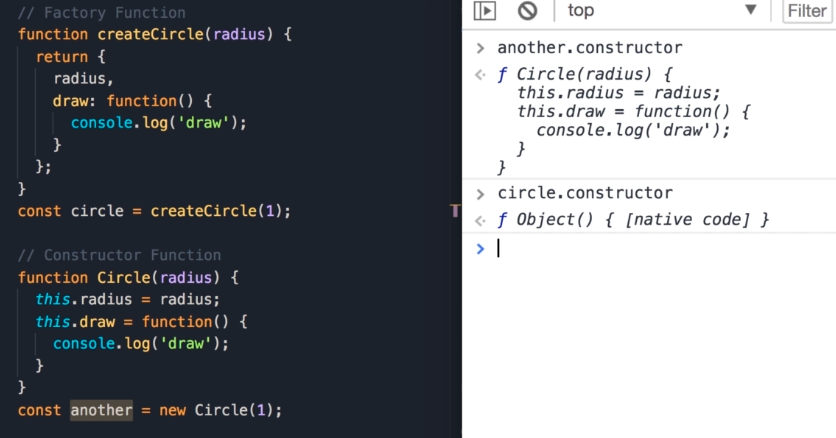 // Factory Function
function createCircle(radius) {
  return {
    radius,
    draw: function() {
      console.log('draw');
    }
  };
}
const circle = createCircle(1);
// Constructor Function
function Circle(radius) {
  this.radius = radius;
  this.draw = function() {
    console.log('draw');
  }
}
const another = new Circle(1);
top ▼ Filter
> another.constructor
< ƒ Circle(radius) {
    this.radius = radius;
    this.draw = function() {
      console.log('draw');
    }
  }
> circle.constructor
< ƒ Object() { [native code] }
>